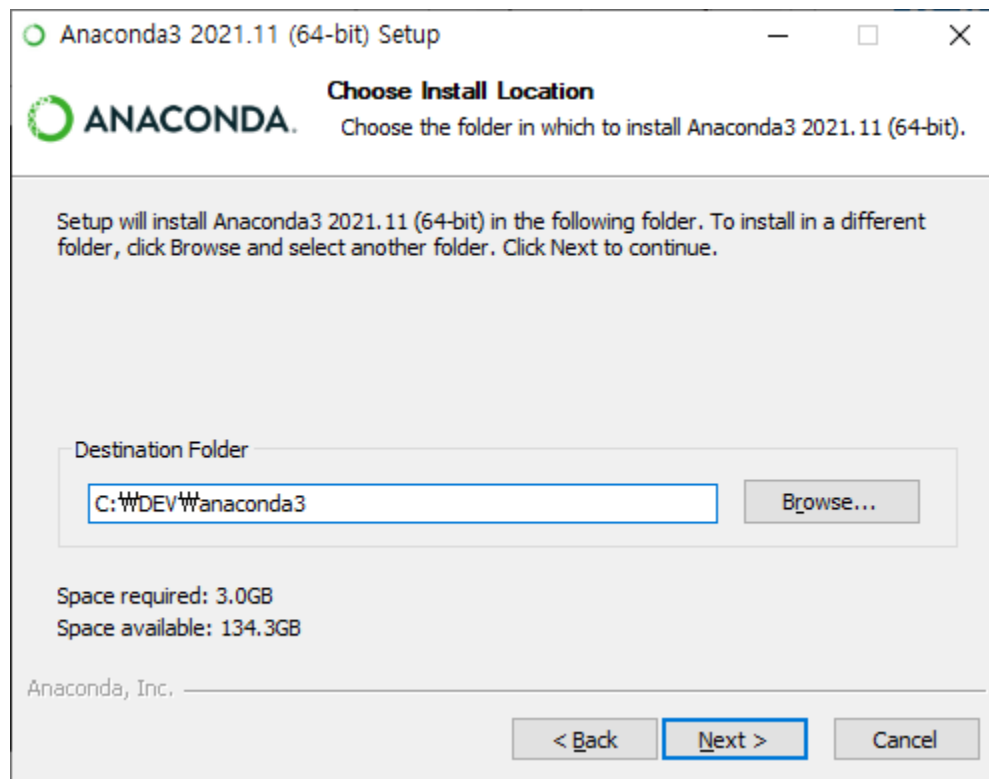 Anaconda3 2021.11 (64-bit) Setup
ANACONDA.
Choose Install Location
Choose the folder in which to install Anaconda3 2021.11 (64-bit).
Setup will install Anaconda3 2021.11 (64-bit) in the following folder. To install in a different
folder, click Browse and select another folder. Click Next to continue.
Destination Folder
C:₩DEV₩anaconda3
Browse...
Space required: 3.0GB
Space available: 134.3GB
Anaconda, Inc.
< Back
Next >
Cancel